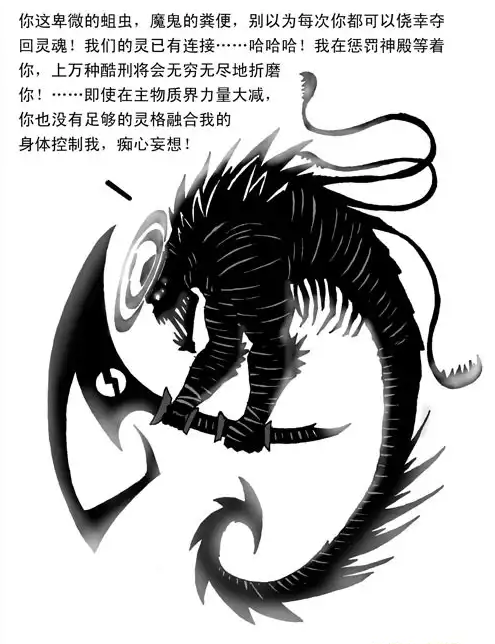 你这卑微的蛆虫，魔鬼的粪便，别以为每次你都可以侥幸夺
回灵魂！我们的灵已有连接……哈哈哈！我在惩罚神殿等着
你，上万种酷刑将会无穷无尽地折磨
你！……即使在主物质界力量大减，
你也没有足够的灵格融合我的
身体控制我，痴心妄想！